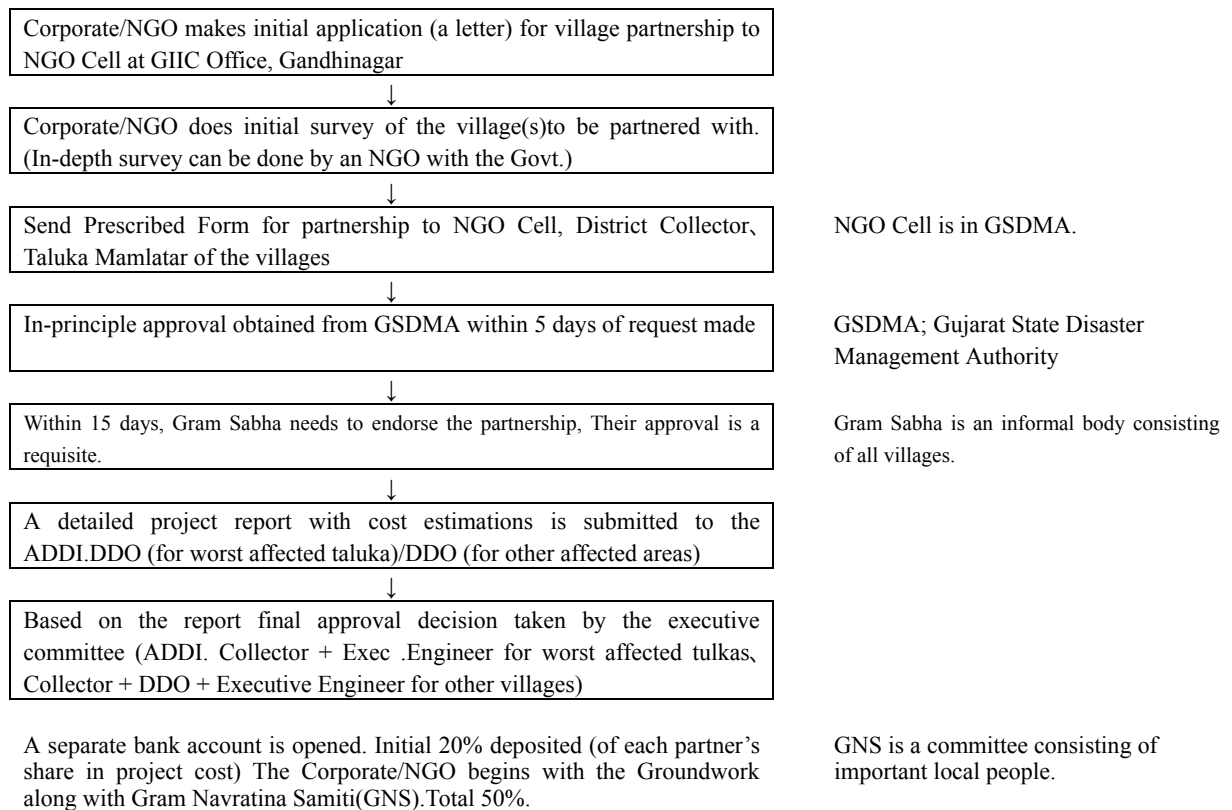 Corporate/NGO makes initial application (a letter) for village partnership to
NGO Cell at GIIC Office, Gandhinagar
↓
Corporate/NGO does initial survey of the village(s)to be partnered with.
(In-depth survey can be done by an NGO with the Govt.)
↓
Send Prescribed Form for partnership to NGO Cell, District Collector、
Taluka Mamlatar of the villages
NGO Cell is in GSDMA.
↓
In-principle approval obtained from GSDMA within 5 days of request made
GSDMA; Gujarat State Disaster
Management Authority
↓
Within 15 days, Gram Sabha needs to endorse the partnership, Their approval is a
requisite.
Gram Sabha is an informal body consisting
of all villages.
↓
A detailed project report with cost estimations is submitted to the
ADDI.DDO (for worst affected taluka)/DDO (for other affected areas)
↓
Based on the report final approval decision taken by the executive
committee (ADDI. Collector + Exec .Engineer for worst affected tulkas、
Collector + DDO + Executive Engineer for other villages)
A separate bank account is opened. Initial 20% deposited (of each partner’s
share in project cost) The Corporate/NGO begins with the Groundwork
along with Gram Navratina Samiti(GNS).Total 50%.
GNS is a committee consisting of
important local people.